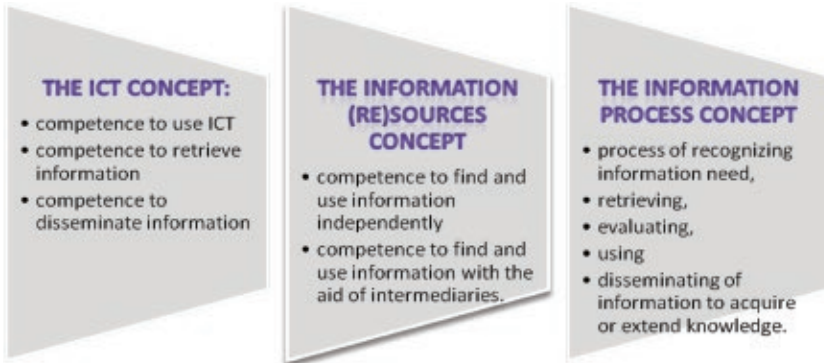 THE ICT CONCEPT:
• competence to use ICT
• competence to retrieve
information
• competence to
disseminate information
THE INFORMATION
(RE)SOURCES
CONCEPT
• competence to find and
use information
independently
• competence to find and
use information with the
aid of intermediaries.
THE INFORMATION
PROCESS CONCEPT
• process of recognizing
information need,
• retrieving,
• evaluating,
• using
• disseminating of
information to acquire
or extend knowledge.